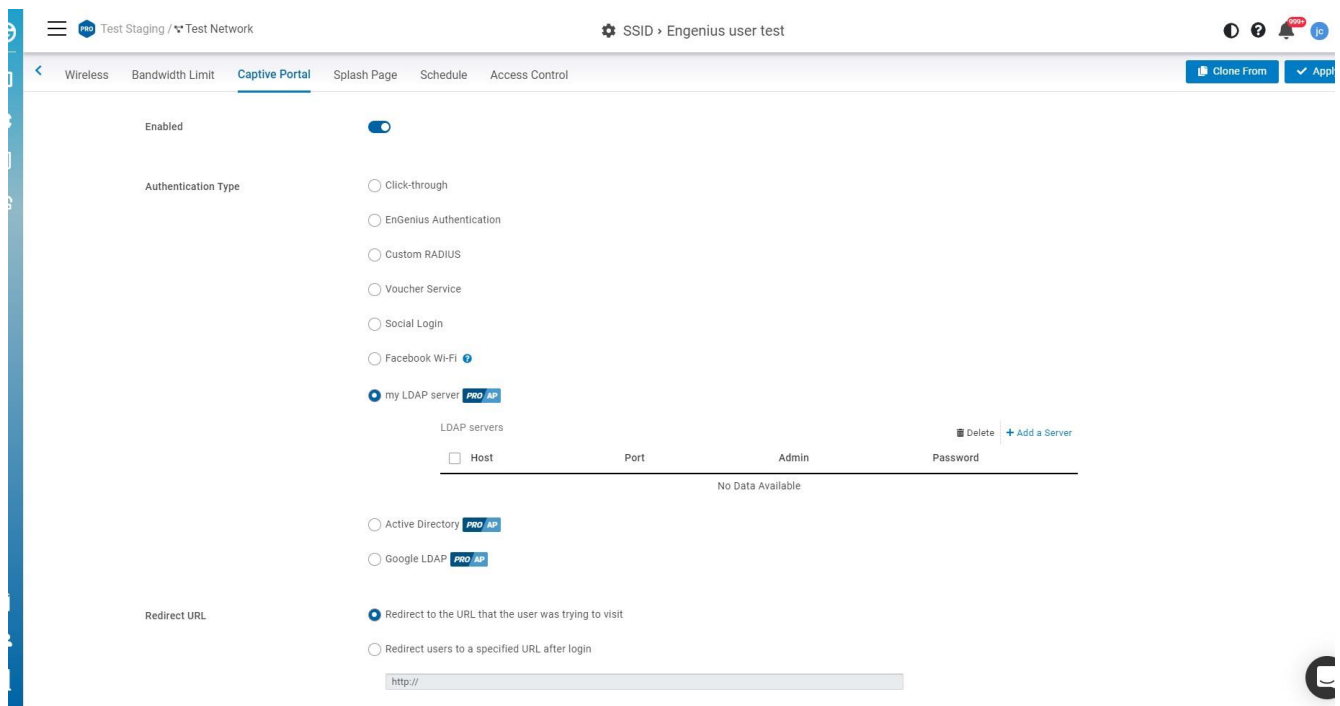 PRO Test Staging / Test Network
SSID › Engenius user test
999+
jc
Wireless Bandwidth Limit Captive Portal Splash Page Schedule Access Control
Clone From
Apply
Enabled
Authentication Type
Click-through
EnGenius Authentication
Custom RADIUS
Voucher Service
Social Login
Facebook Wi-Fi ?
my LDAP server PRO AP
LDAP servers
Delete + Add a Server
Host Port Admin Password
No Data Available
Active Directory PRO AP
Google LDAP PRO AP
Redirect URL
Redirect to the URL that the user was trying to visit
Redirect users to a specified URL after login
http://